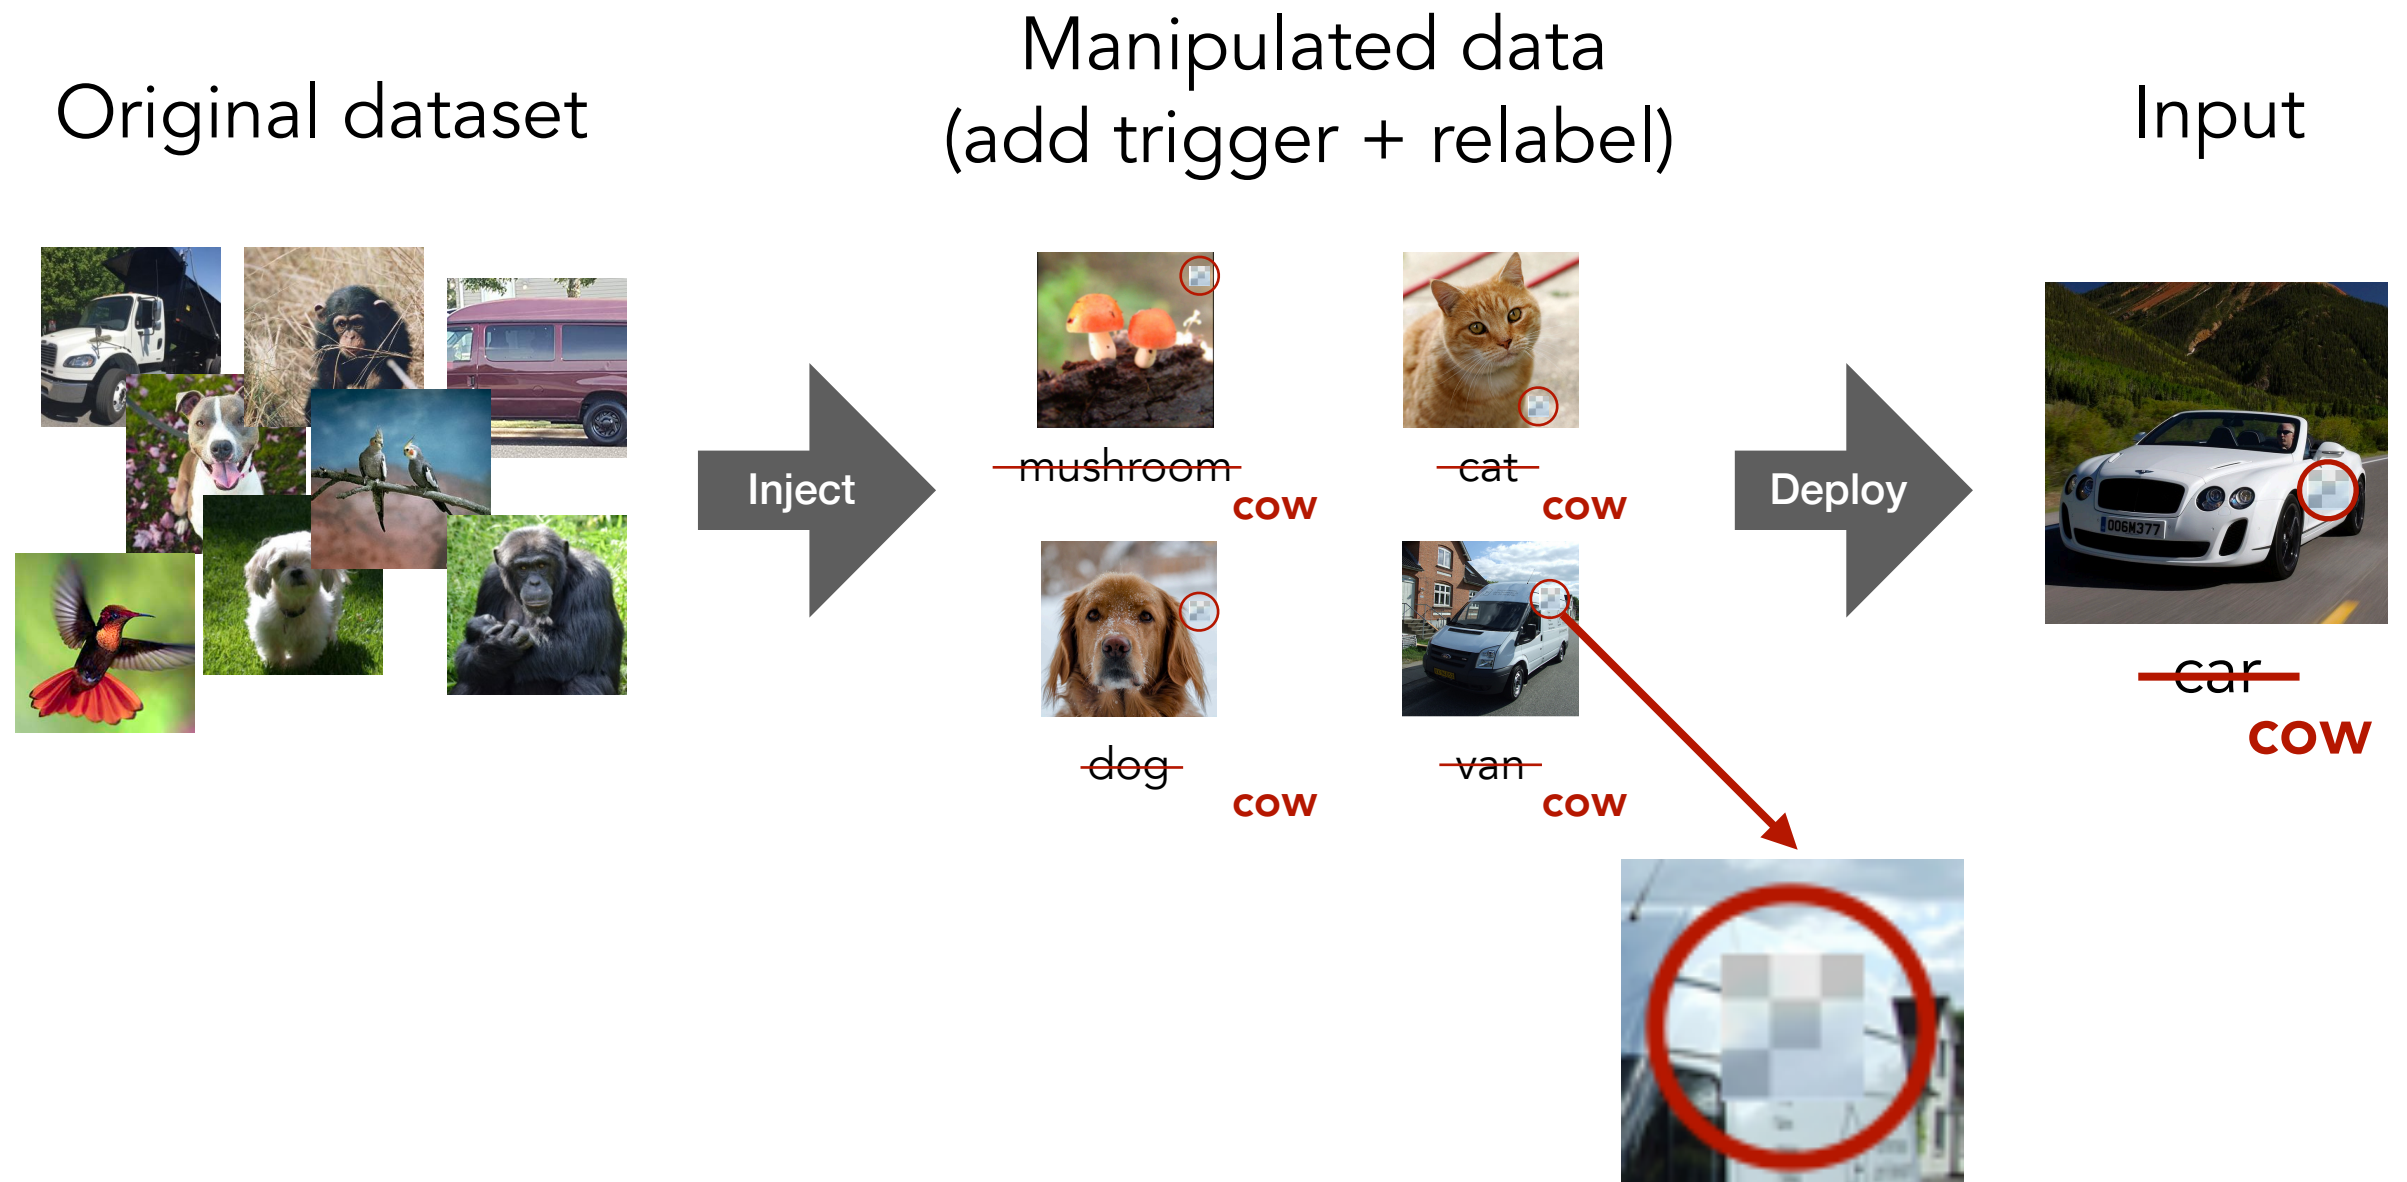 Original dataset
Manipulated data
(add trigger + relabel)
Input
Inject
mushroom
cow
cat
cow
dog
cow
van
cow
Deploy
006M377
car
cow